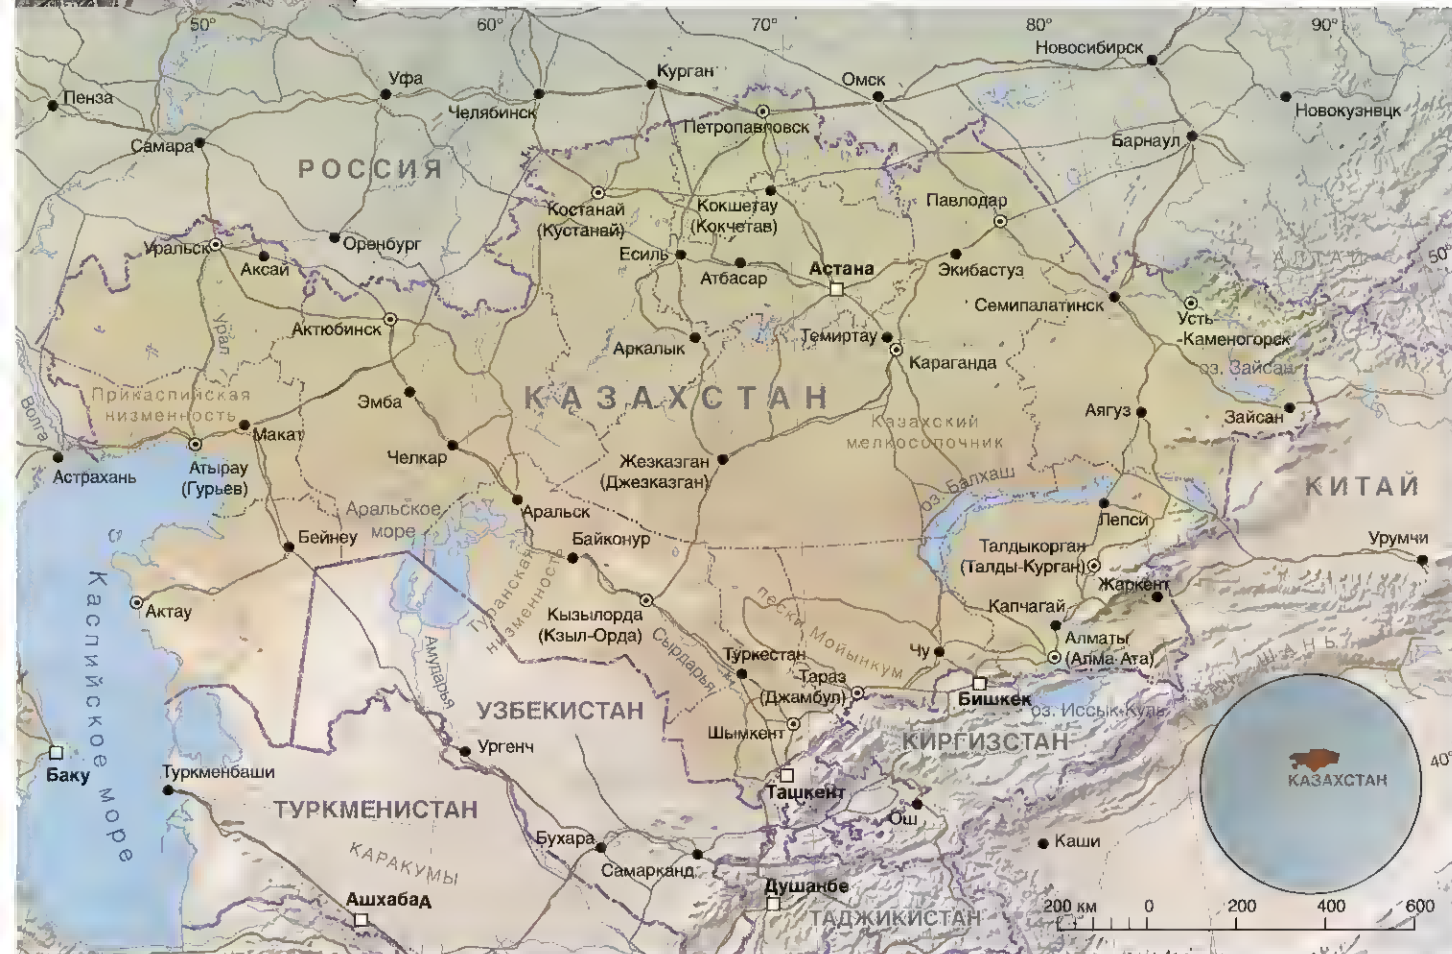 50°
60°
70°
80°
90°
Новосибирск
Курган
Омск
Уфа
Пенза
Челябинск
Новокузнвцк
Петропавловск
Самара
Барнаул
РОССИЯ
Костанай
(Кустанай)
Кокшетау
(Кокчетав)
Павлодар
Уральск
Оренбург
Аксай
Есиль
Атбасар
Астана
Экибастуз
АЛТАЙ
50°
Семипалатинск
Усть-
-Каменогорск
Актюбинск
Урал
Аркалык
Темиртау
Караганда
оз. Зайсан
Прикаспийская
низменность
Эмба
КАЗАХСТАН
Казахский
мелкосопочник
Аягуз
Зайсан
Волга
Макат
Астрахань
Атырау
(Гурьев)
Челкар
Жезказган
(Джезказган)
оз. Балхаш
КИТАЙ
Аральское
море
Аральск
Лепси
Бейнеу
Байконур
Талдыкорган
(Талды-Курган)
Урумчи
Каспийское море
Актау
Туранская
низменность
Кызылорда
(Кзыл-Орда)
пески Мойынкум
Капчагай
Жаркент
Амударья
Сырдарья
Туркестан
Чу
Алматы
(Алма-Ата)
Тараз
(Джамбул)
Бишкек
ШАНЬ
оз. Иссык-Куль
УЗБЕКИСТАН
Шымкент
КИРГИЗСТАН
Ургенч
Баку
Туркменбаши
Ташкент
КАЗАХСТАН
40°
ТУРКМЕНИСТАН
Ош
Бухара
Самарканд
Каши
КАРАКУМЫ
Ашхабад
Душанбе
ТАДЖИКИСТАН
200 км 0 200 400 600